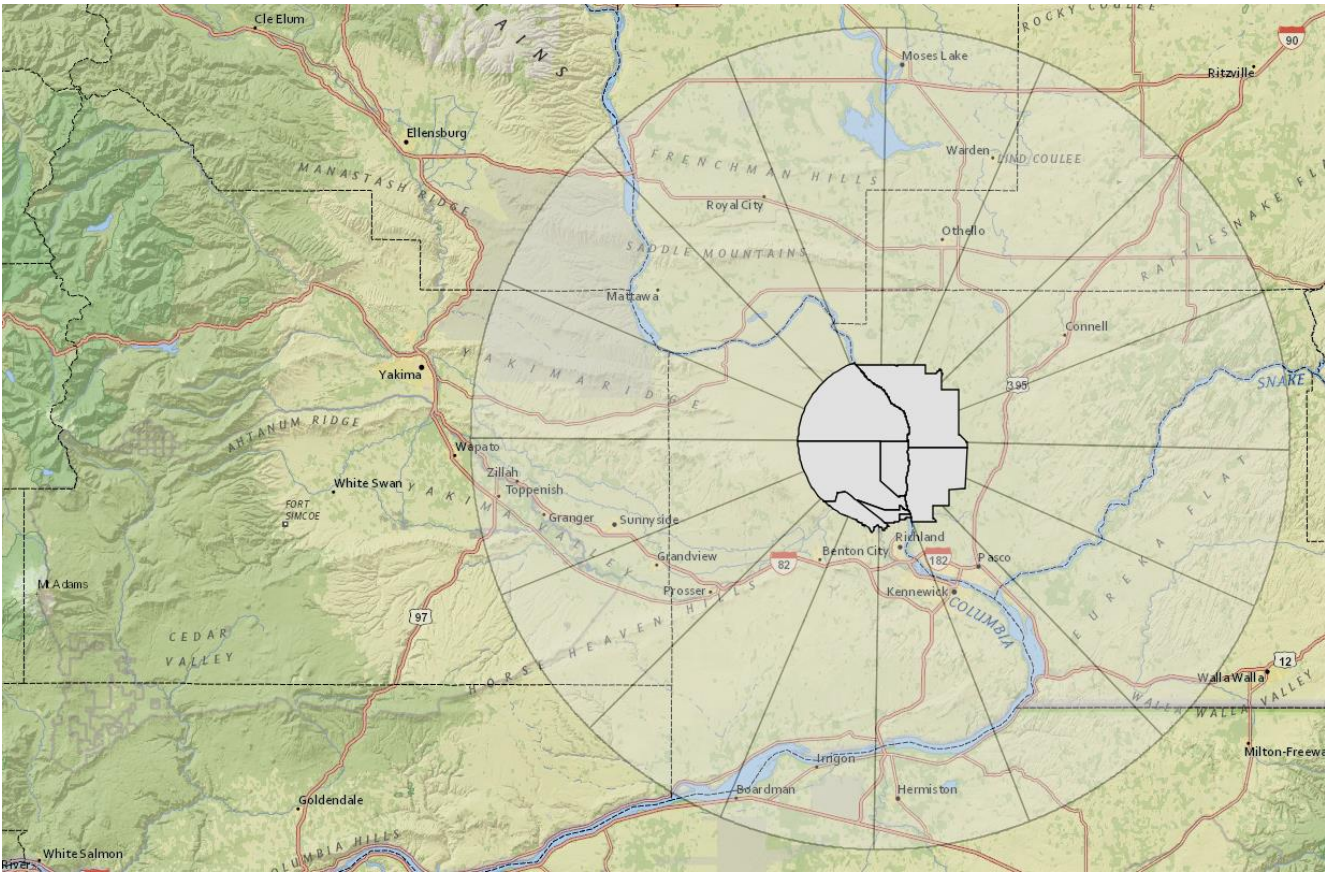 Cle Elum
A I N S
ROCKY COULEE
90
Moses Lake
Ritzville
Ellensburg
Warden
LIND COULEE
FRENCHMAN HILLS
MANASTASH RIDGE
Royal City
Othello
SADDLE MOUNTAINS
RATTLESNAKE FL
Mattawa
Connell
YAKIMA RIDGE
Yakima
395
SNAKE
AHTANUM RIDGE
Wapato
Zillah
White Swan
YAKIMA VALLEY
Toppenish
FORT
SIMCOE
Granger
Sunnyside
EUREKA FLAT
Richland
Benton City
Grandview
82
182
Pasco
Mt Adams
Prosser
Kennewick
COLUMBIA
97
HORSE HEAVEN HILLS
CEDAR
VALLEY
12
Walla Walla
WALLA WALLA VALLEY
Milton-Freewa
Irrigon
Boardman
Hermiston
Goldendale
OLUMBIA HILLS
White Salmon
River